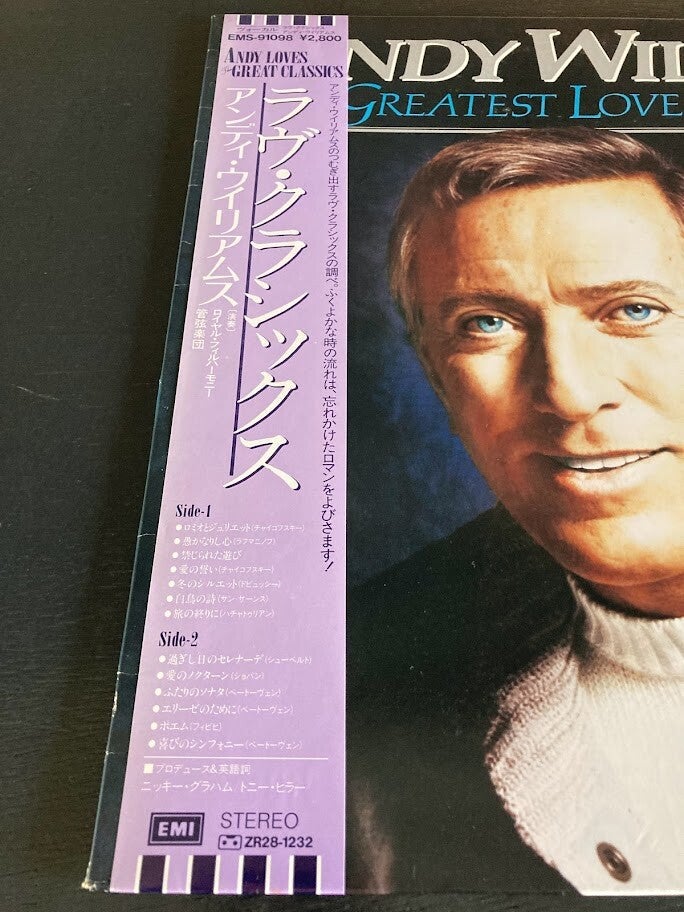 ヴォーカル
EMS-91098 ¥2,800
ANDY LOVES
The GREAT CLASSICS
ラヴ・クラシックス
アンディ・ウイリアムス
〔演奏〕
ロイヤル・フィルハーモニー
管弦楽団
アンディ・ウイリアムスのつむぎ出すラヴ・クラシックスの調べ。ふくよかな時の流れは、忘れかけたロマンをよびさます!
Side-1
●ロミオとジュリエット(チャイコフスキー)
●愚かなりし心(ラフマニノフ)
●禁じられた遊び
●愛の誓い(チャイコフスキー)
●冬のシルエット(ドビュッシー)
●白鳥の詩(サン・サーンス)
●旅の終りに(ハチャトゥリアン)
Side-2
●過ぎし日のセレナーデ(シューベルト)
●愛のノクターン(ショパン)
●ふたりのソナタ(ベートーヴェン)
●エリーゼのために(ベートーヴェン)
●ポエム(フィビヒ)
●喜びのシンフォニー(ベートーヴェン)
■プロデュース&英語詞
ニッキー・グラハム トニー・ヒラー
EMI
STEREO
ZR28-1232
NDY WIL
GREATEST LOVE